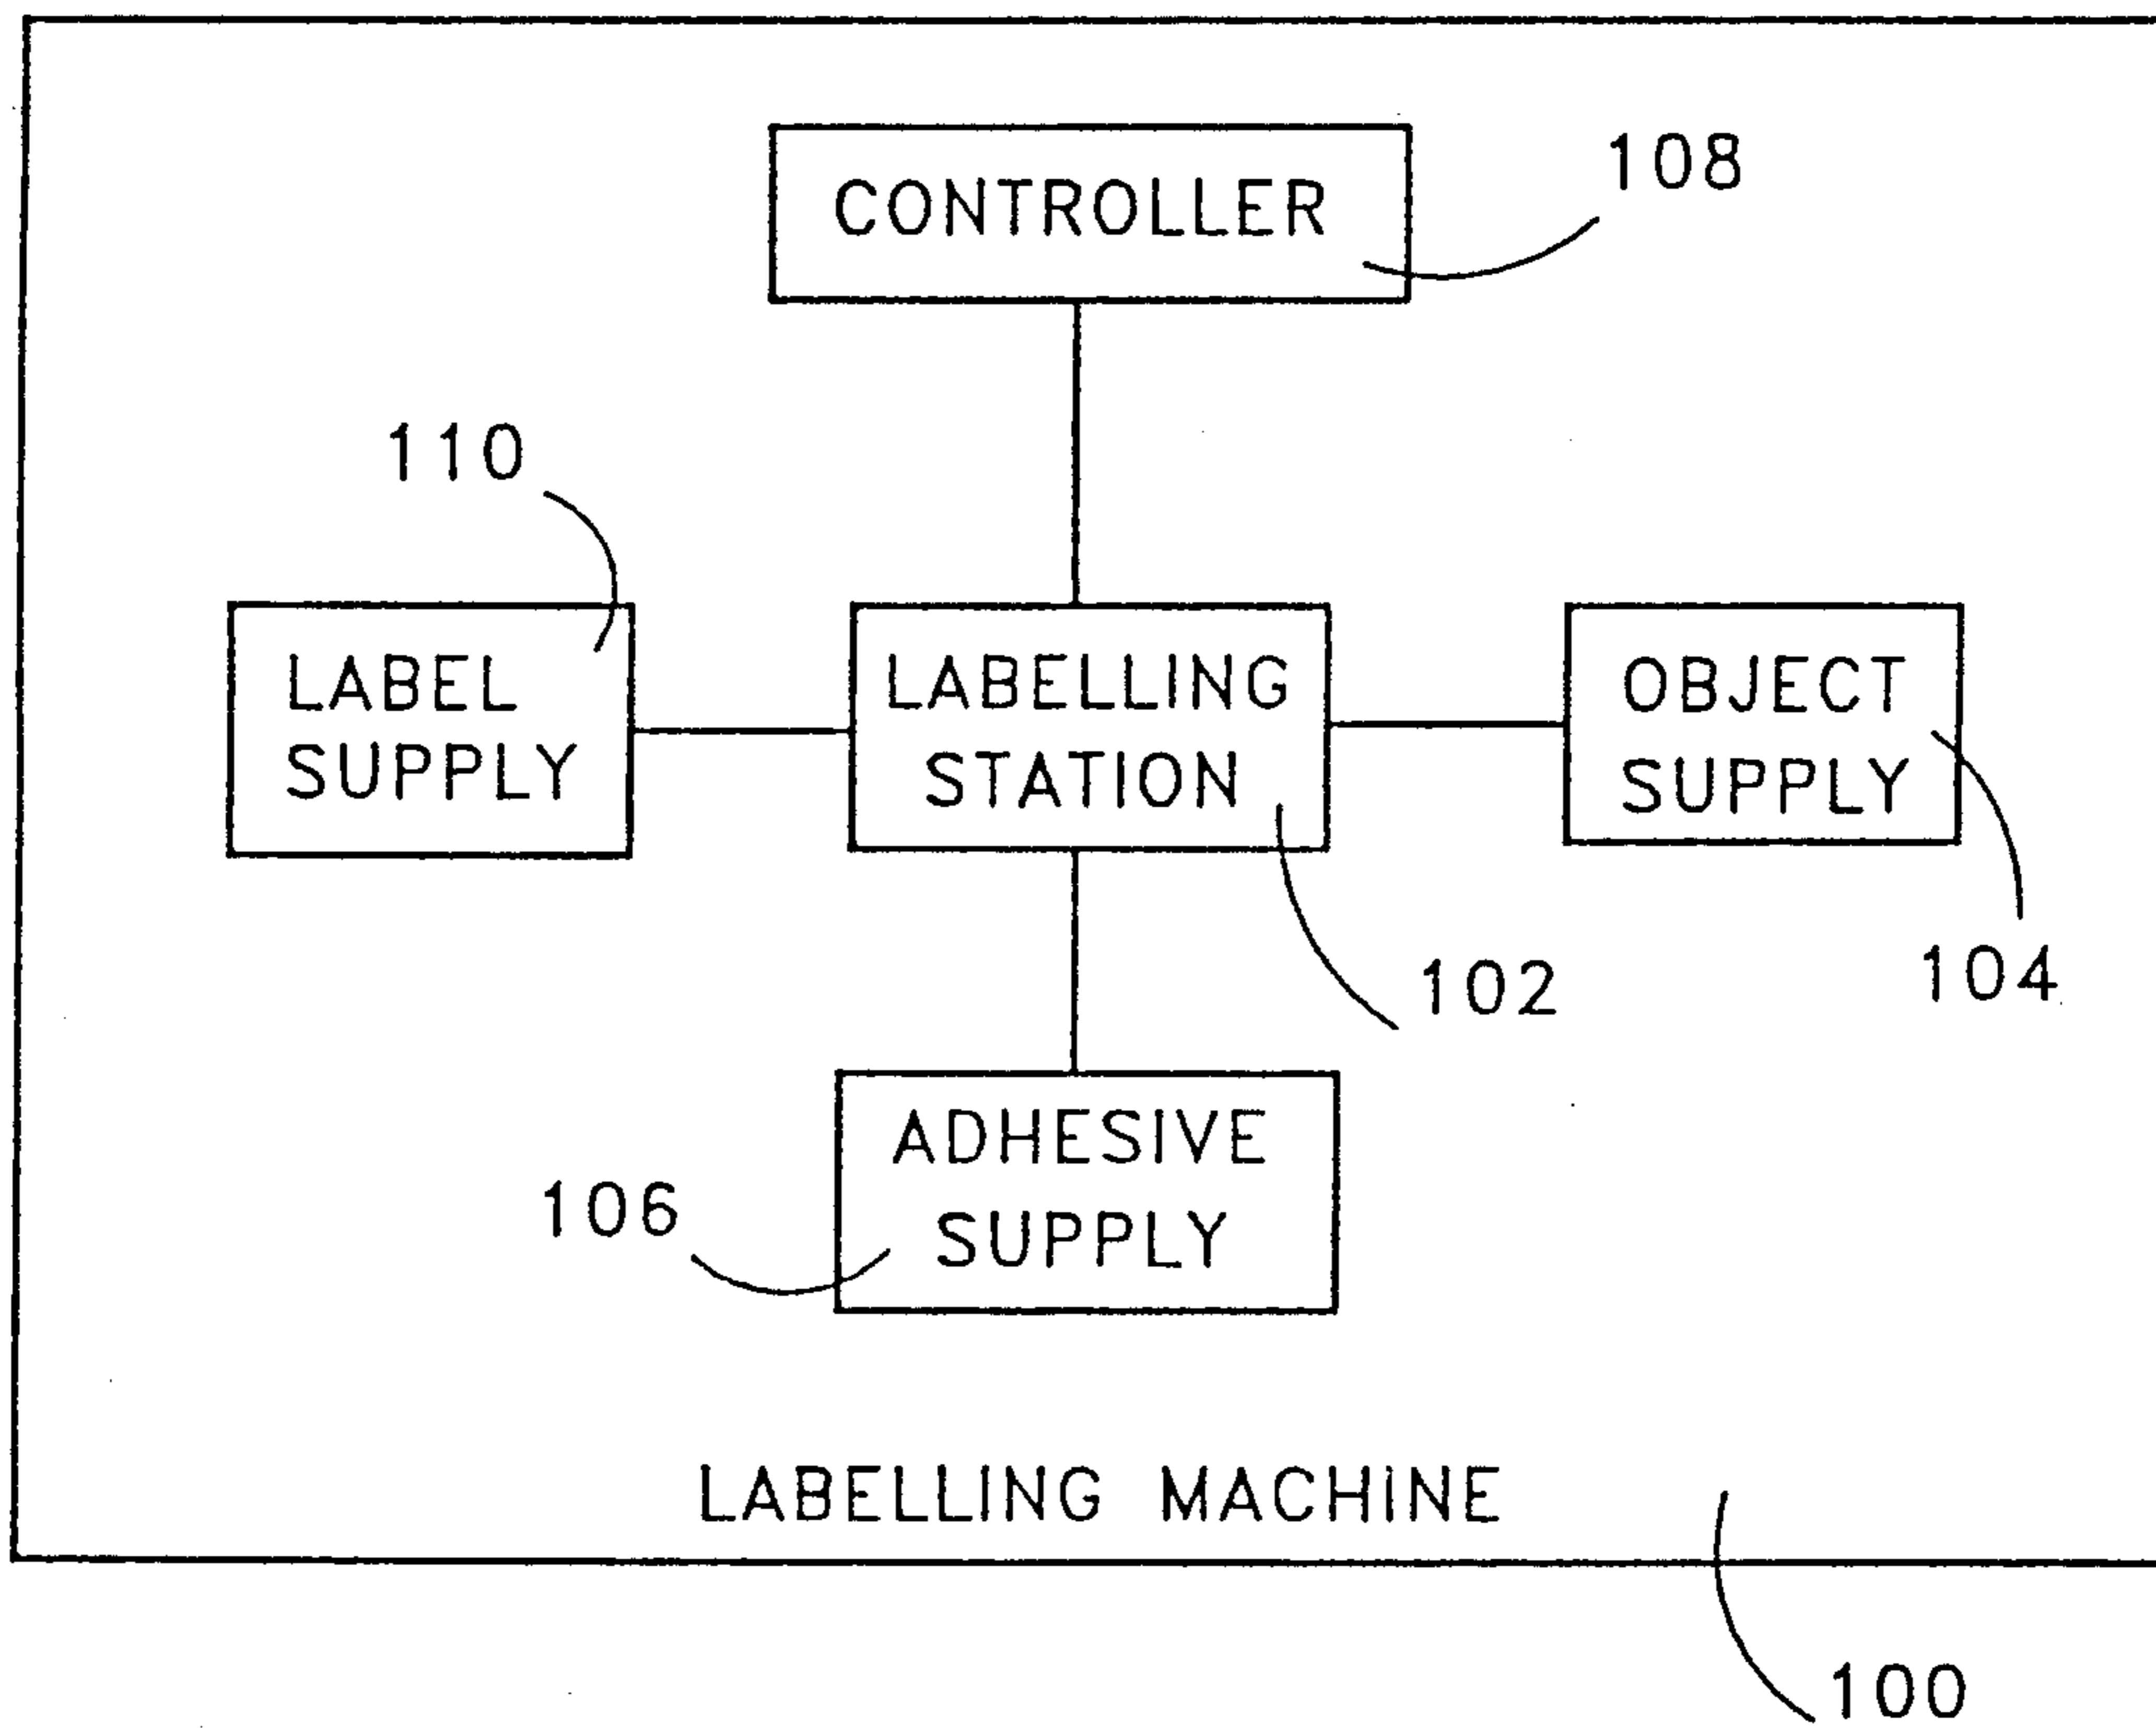 CONTROLLER
108
110
LABEL
SUPPLY
LABELLING
STATION
OBJECT
SUPPLY
102
104
ADHESIVE
SUPPLY
106
LABELLING MACHINE
100